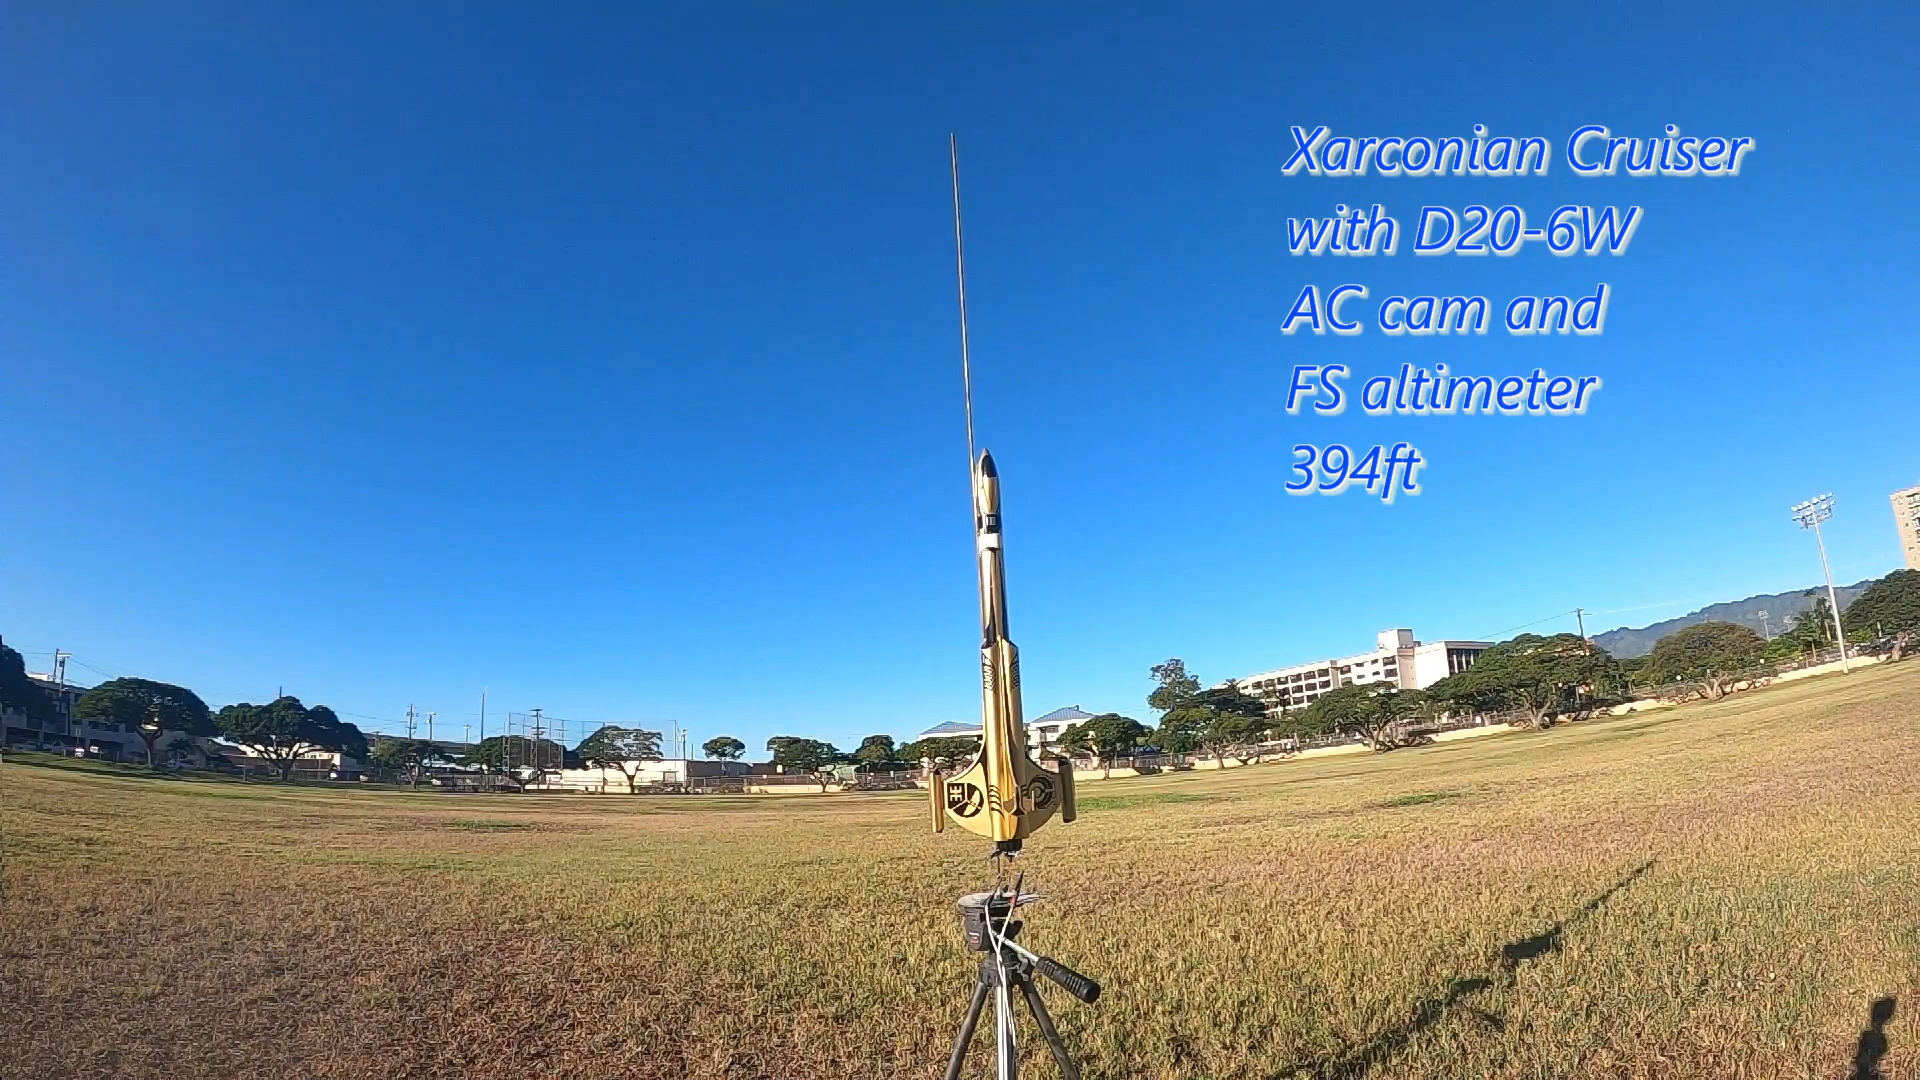 Xarconian Cruiser
with D20-6W
AC cam and
FS altimeter
394ft